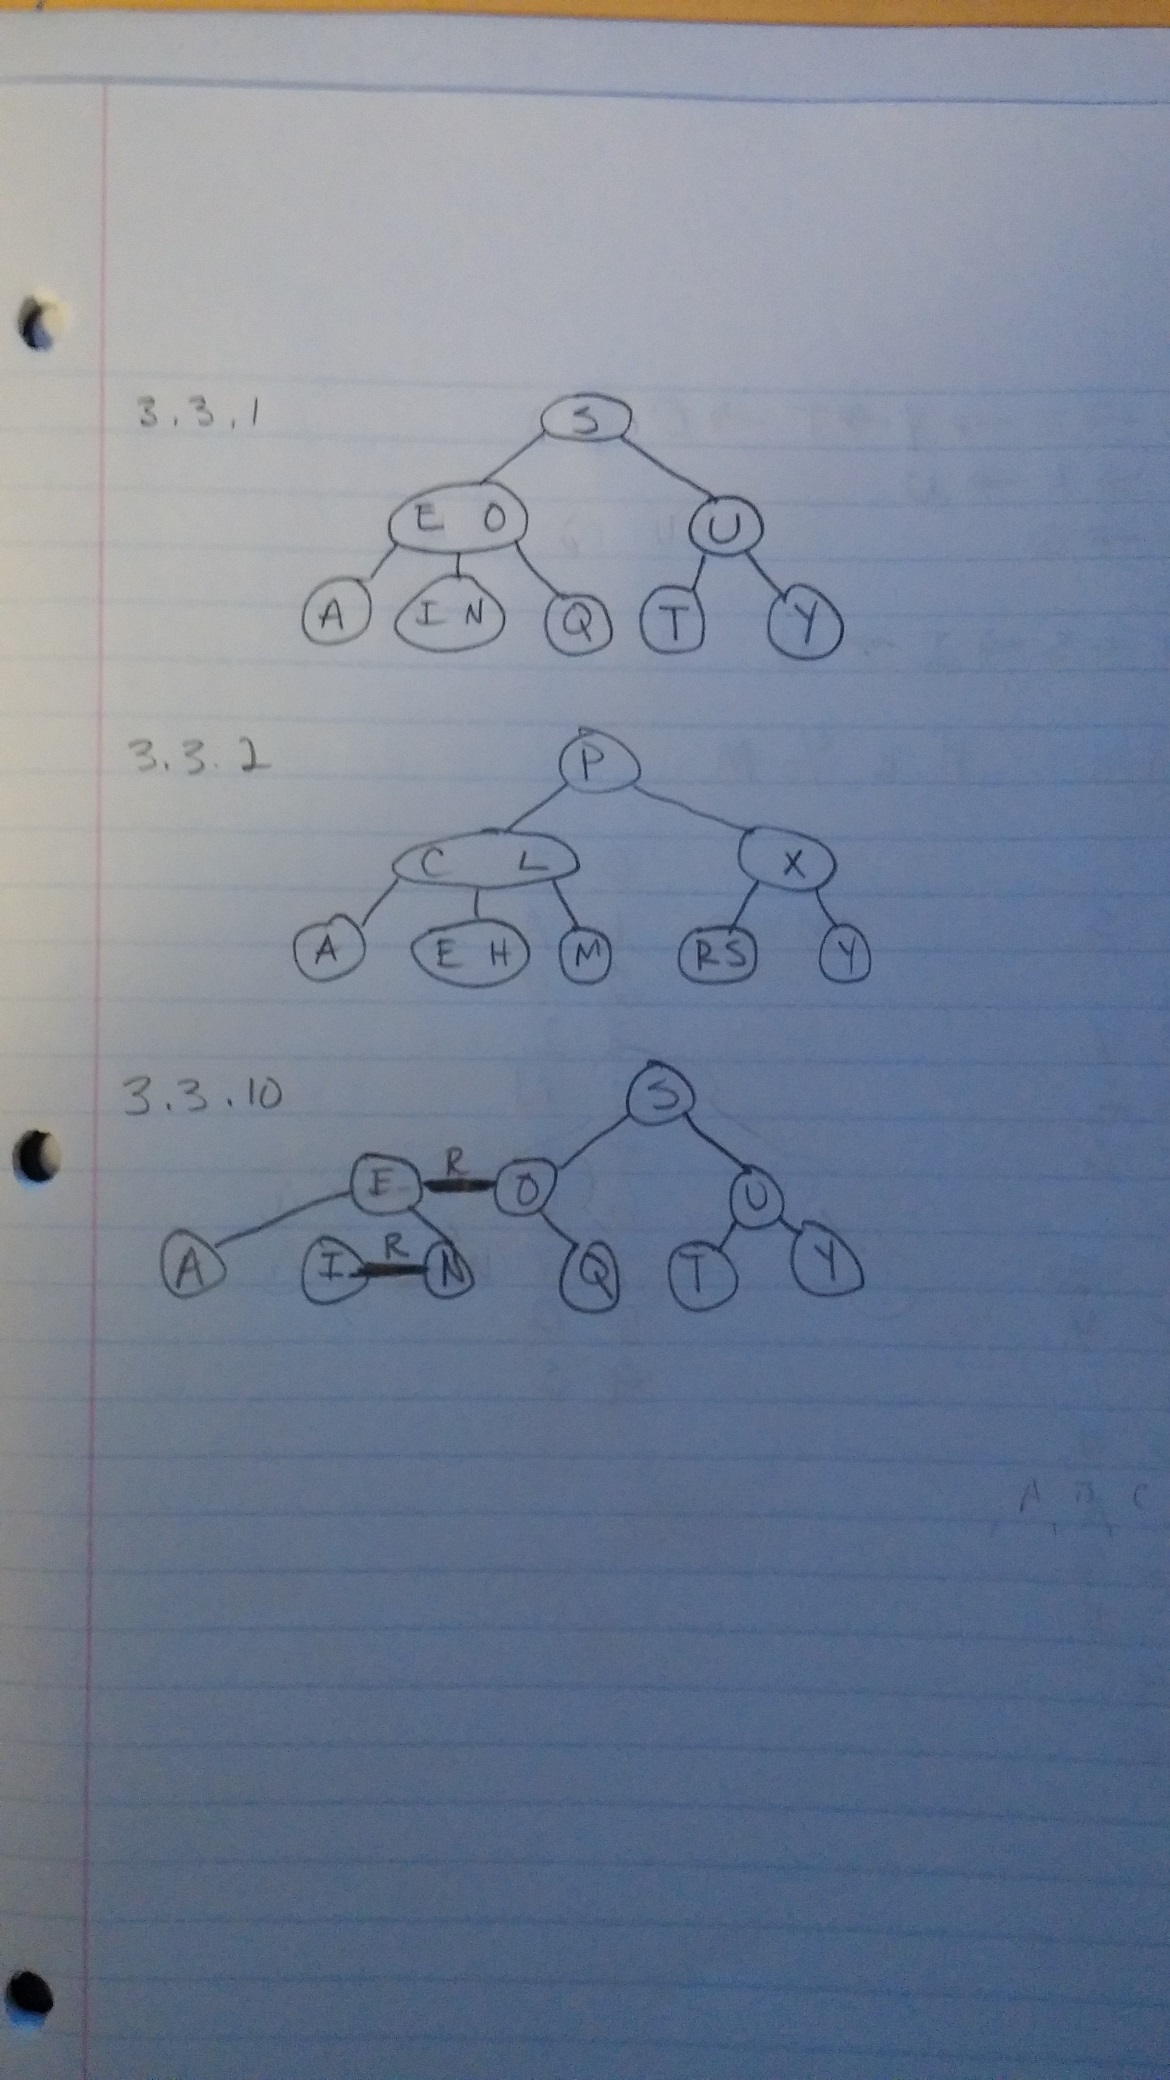 3.3.1
S
E O U
A I N Q T Y
3.3.2
P
C L X
A E H M RS Y
3.3.10
S
E R O U
A I R N Q T Y